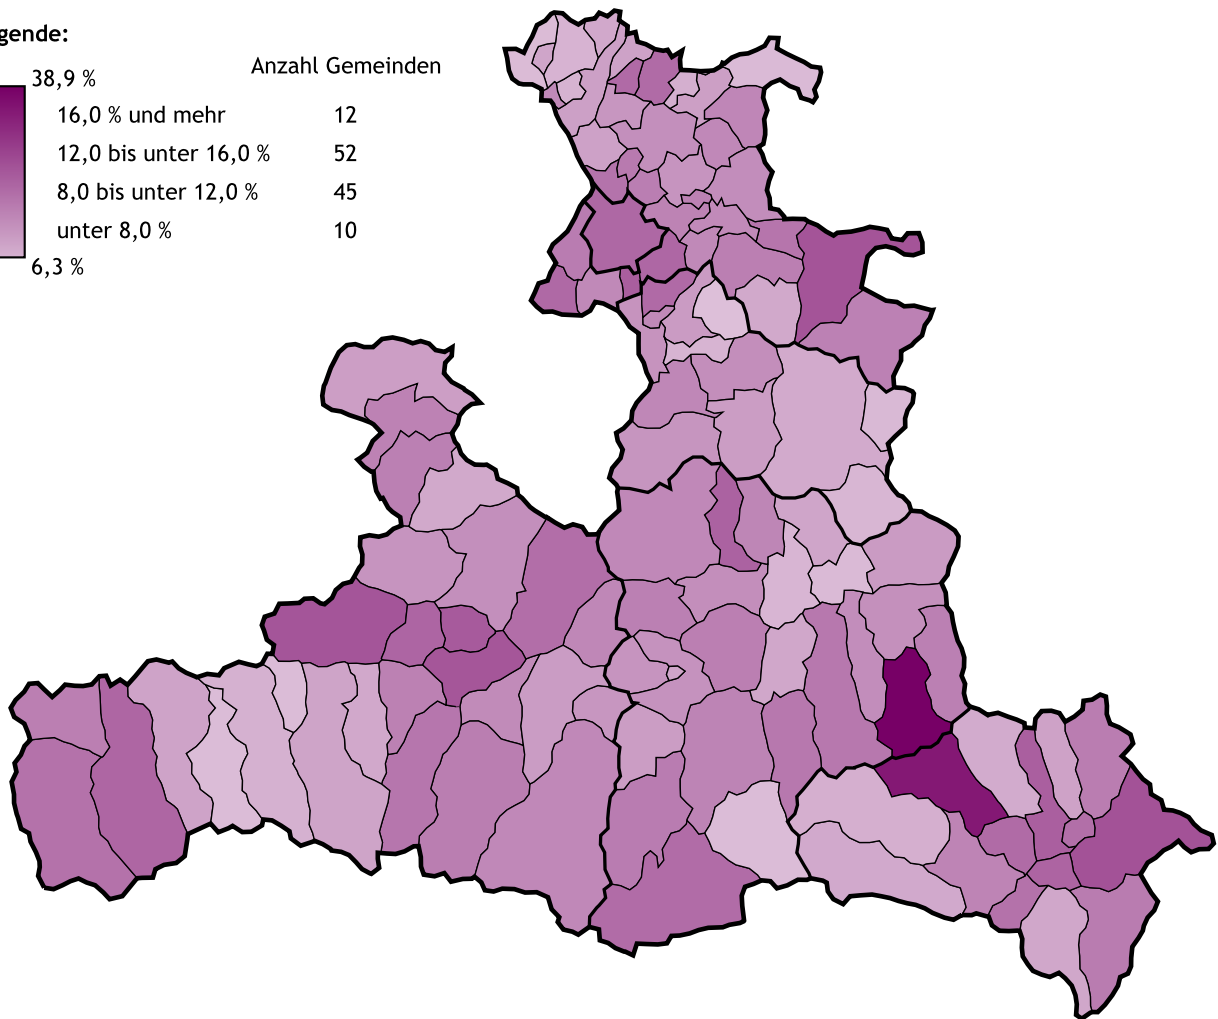 gende:
Anzahl Gemeinden
38,9 %
16,0 % und mehr 12
12,0 bis unter 16,0 % 52
8,0 bis unter 12,0 % 45
unter 8,0 % 10
6,3 %